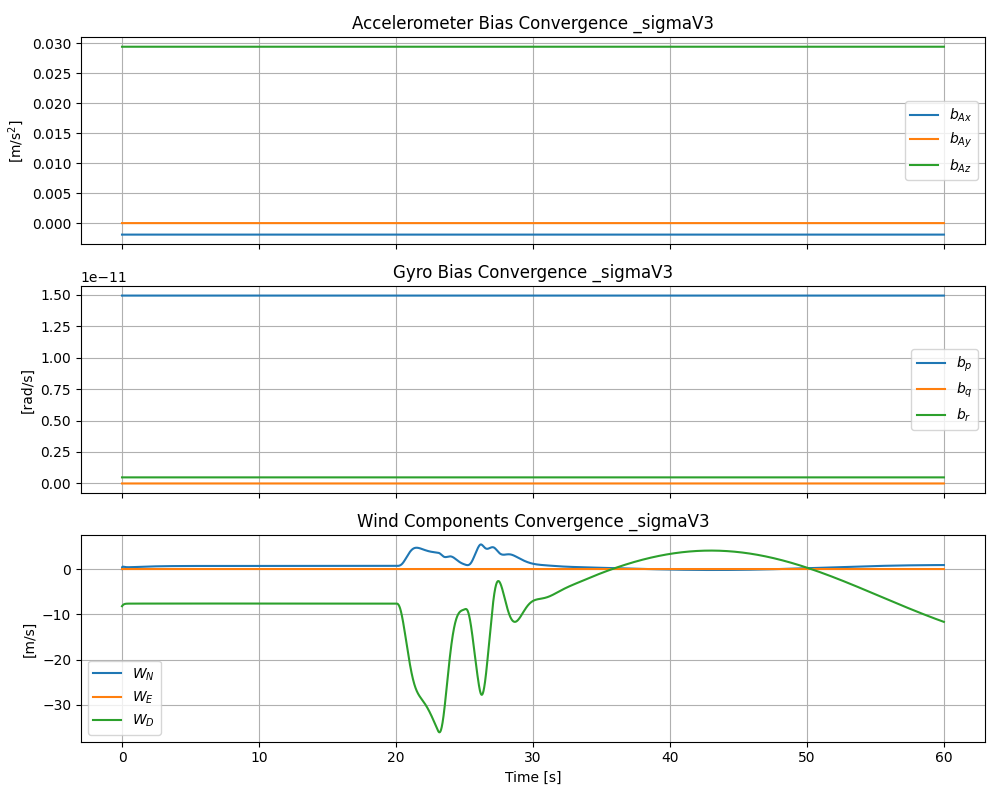 Accelerometer Bias Convergence _sigmaV3
0.030
0.025
0.020
0.015
0.010
0.005
0.000
[m/s²]
b_Ax
b_Ay
b_Az
Gyro Bias Convergence _sigmaV3
1e−11
1.50
1.25
1.00
0.75
0.50
0.25
0.00
[rad/s]
b_p
b_q
b_r
Wind Components Convergence _sigmaV3
0
−10
−20
−30
[m/s]
W_N
W_E
W_D
0 10 20 30 40 50 60
Time [s]